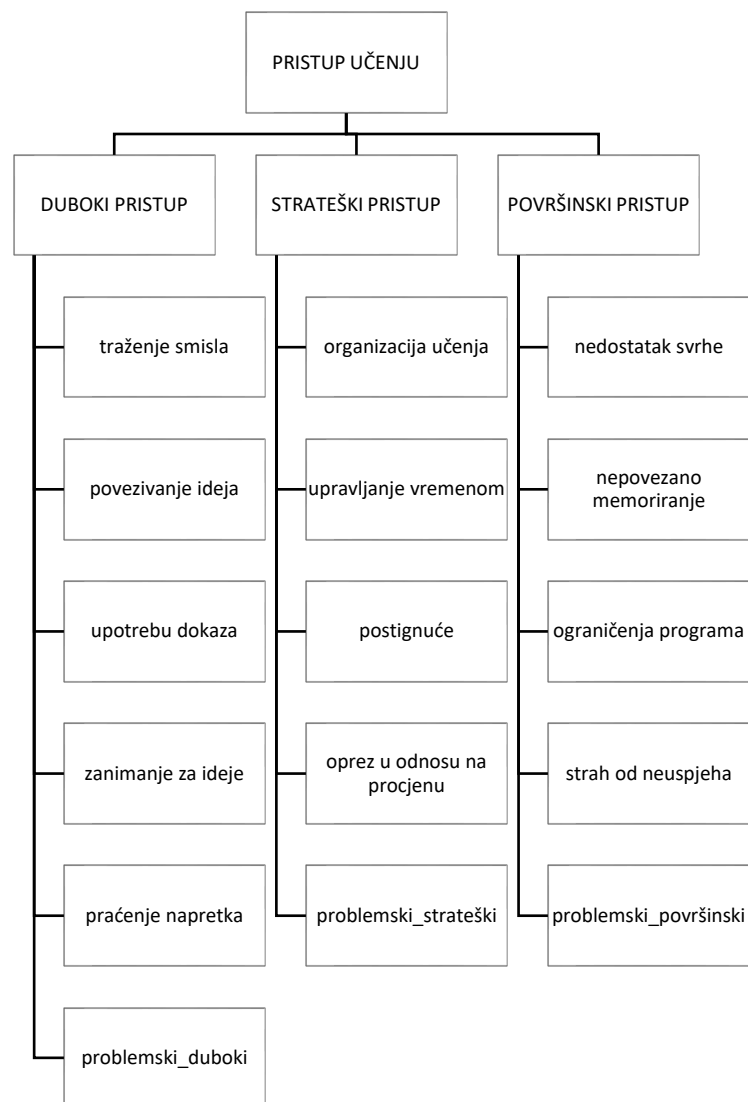 PRISTUP UČENJU
DUBOKI PRISTUP
STRATEŠKI PRISTUP
POVRŠINSKI PRISTUP
traženje smisla
organizacija učenja
nedostatak svrhe
povezivanje ideja
upravljanje vremenom
nepovezano
memoriranje
upotrebu dokaza
postignuće
ograničenja programa
zanimanje za ideje
oprez u odnosu na
procjenu
strah od neuspjeha
praćenje napretka
problemski_strateški
problemski_površinski
problemski_duboki